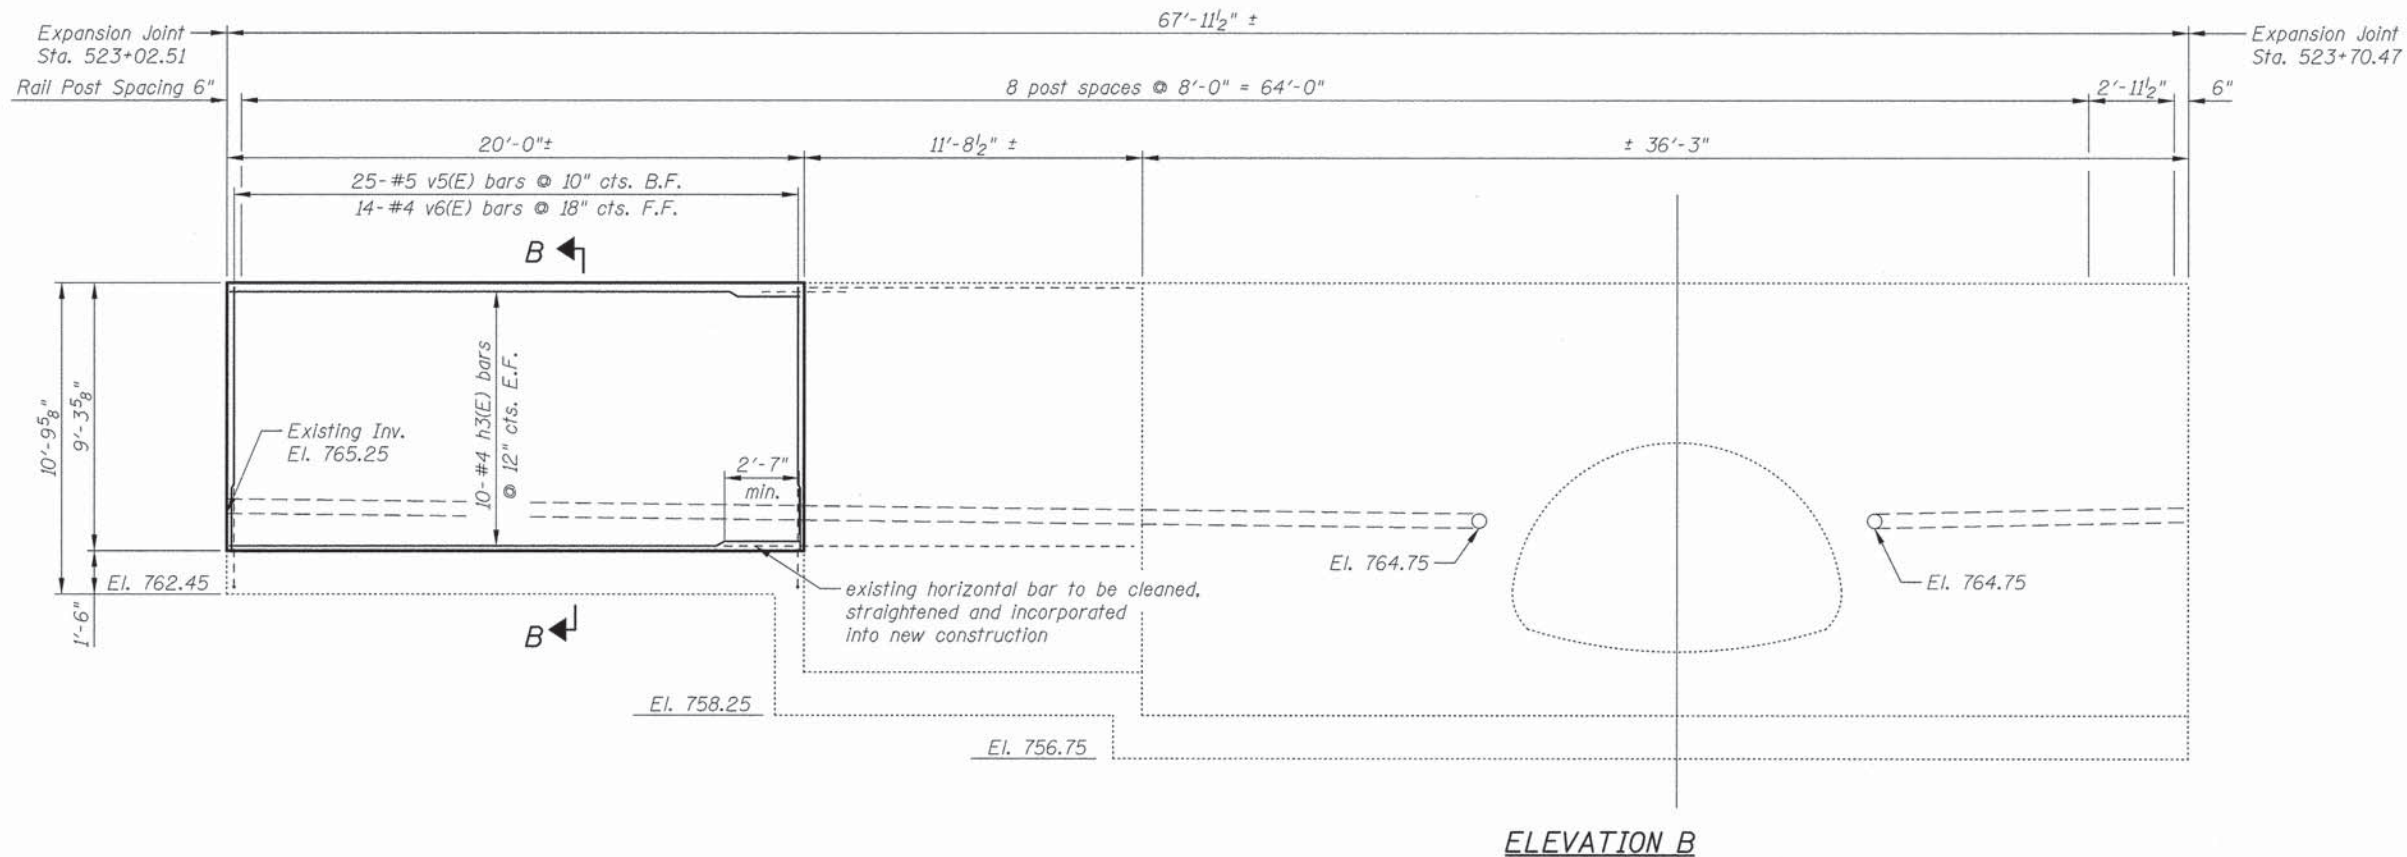 67'-11½" ±
Expansion Joint
Sta. 523+02.51
Expansion Joint
Sta. 523+70.47
Rail Post Spacing 6"
8 post spaces @ 8'-0" = 64'-0"
2'-11½"
6"
20'-0"±
11'-8½" ±
± 36'-3"
25-#5 v5(E) bars @ 10" cts. B.F.
14-#4 v6(E) bars @ 18" cts. F.F.
B
10'-9⅝"
9'-3⅝"
10-#4 h3(E) bars
@ 12" cts. E.F.
Existing Inv.
El. 765.25
2'-7"
min.
El. 762.45
1'-6"
B
existing horizontal bar to be cleaned,
straightened and incorporated
into new construction
El. 764.75
El. 764.75
El. 758.25
El. 756.75
ELEVATION B